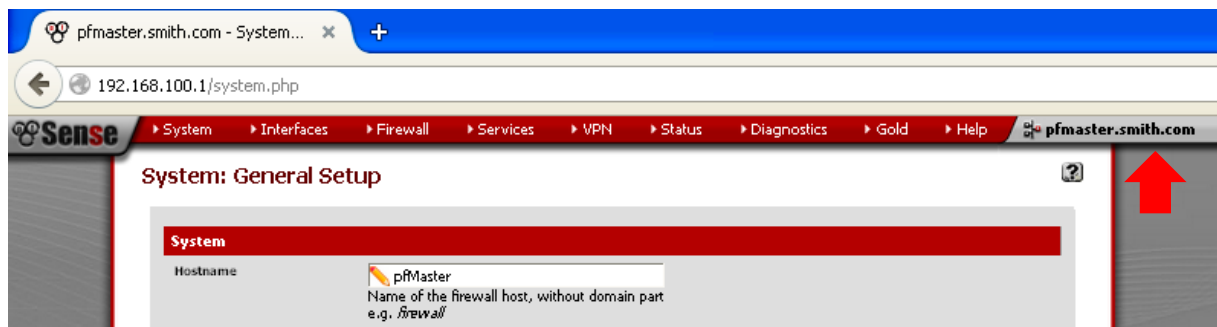 pfmaster.smith.com - System... ×
192.168.100.1/system.php
pfSense System Interfaces Firewall Services VPN Status Diagnostics Gold Help pfmaster.smith.com
System: General Setup ?
System
Hostname pfMaster
Name of the firewall host, without domain part
e.g. firewall